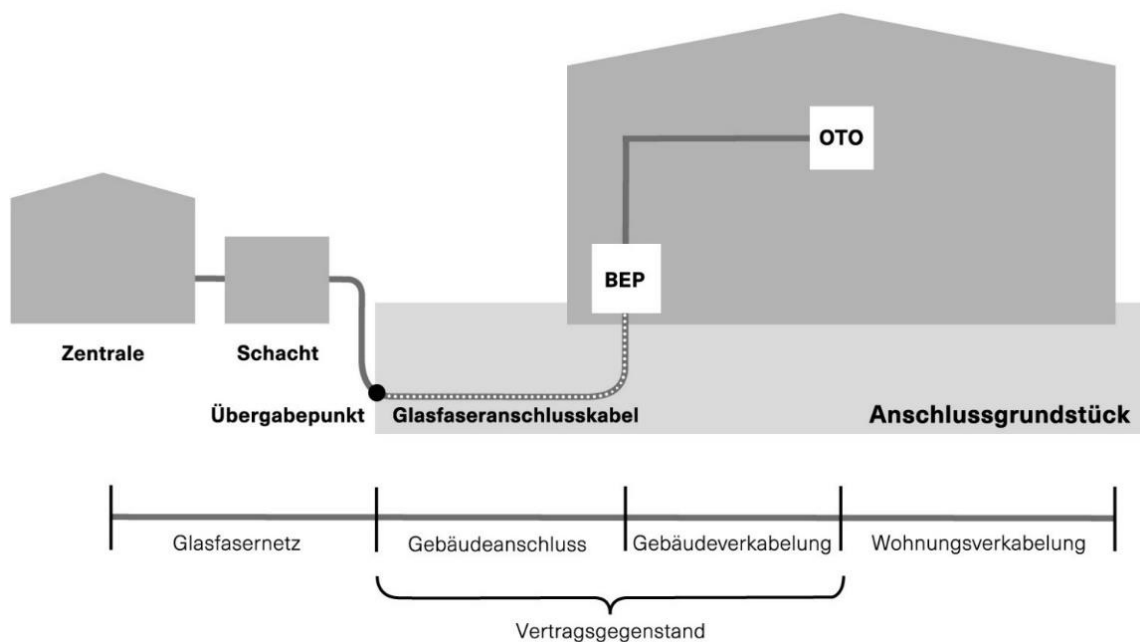 OTO
BEP
Zentrale
Schacht
Übergabepunkt
Glasfaseranschlusskabel
Anschlussgrundstück
Glasfasernetz
Gebäudeanschluss
Gebäudeverkabelung
Wohnungsverkabelung
Vertragsgegenstand